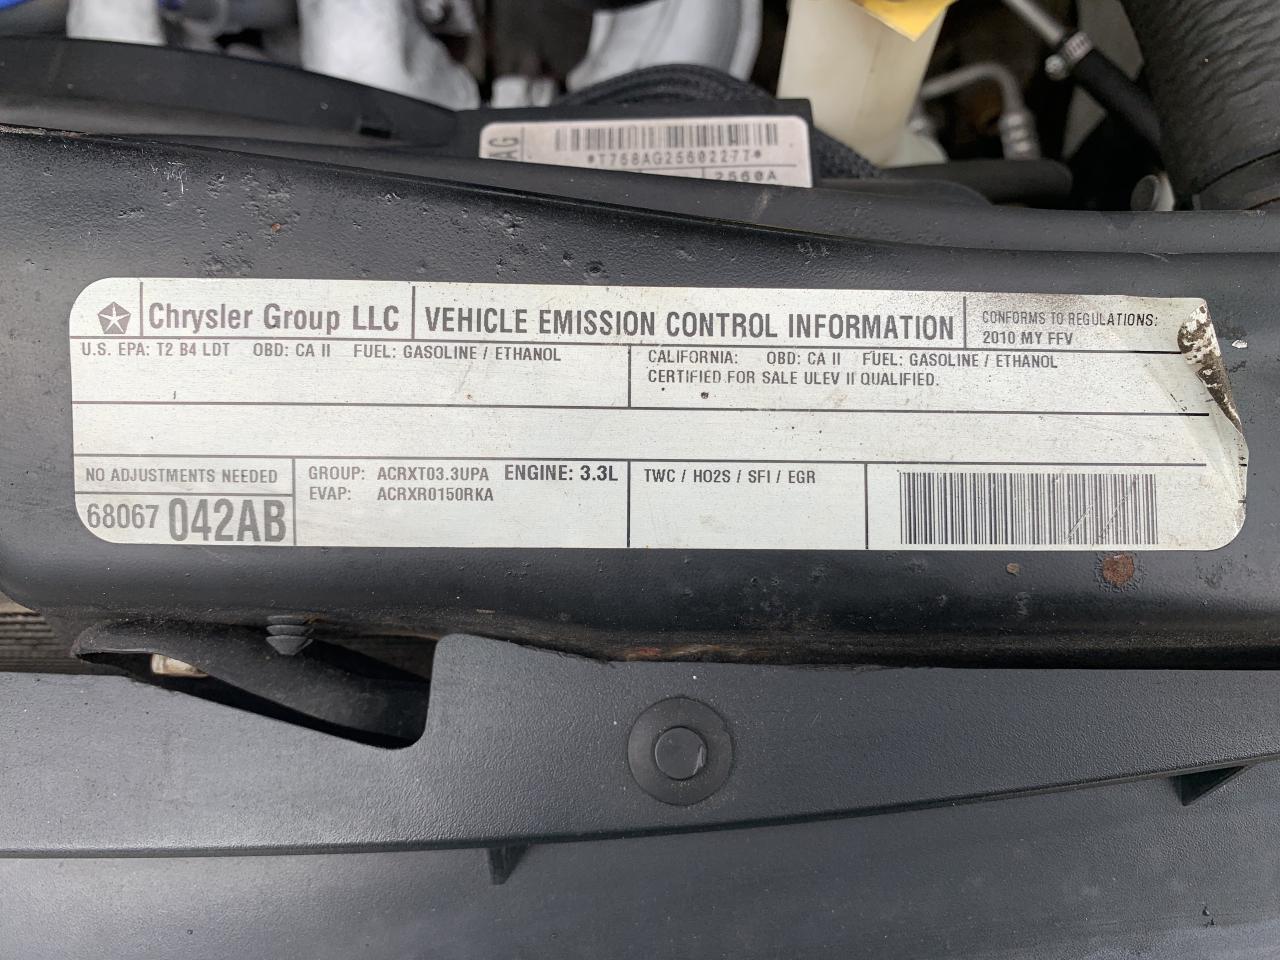 AG
*T768AG25602277*
2560A
Chrysler Group LLC
VEHICLE EMISSION CONTROL INFORMATION
CONFORMS TO REGULATIONS:
2010 MY FFV
U.S. EPA: T2 B4 LDT OBD: CA II FUEL: GASOLINE / ETHANOL
CALIFORNIA: OBD: CA II FUEL: GASOLINE / ETHANOL
CERTIFIED FOR SALE ULEV II QUALIFIED.
NO ADJUSTMENTS NEEDED
68067 042AB
GROUP: ACRXT03.3UPA ENGINE: 3.3L
EVAP: ACRXR0150RKA
TWC / HO2S / SFI / EGR